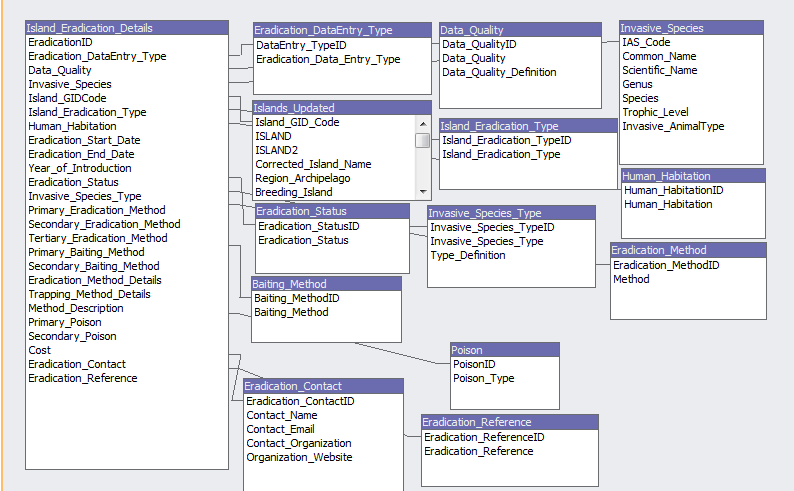 Island_Eradication_Details
EradicationID
Eradication_DataEntry_Type
Data_Quality
Invasive_Species
Island_GIDCode
Island_Eradication_Type
Human_Habitation
Eradication_Start_Date
Eradication_End_Date
Year_of_Introduction
Eradication_Status
Invasive_Species_Type
Primary_Eradication_Method
Secondary_Eradication_Method
Tertiary_Eradication_Method
Primary_Baiting_Method
Secondary_Baiting_Method
Eradication_Method_Details
Trapping_Method_Details
Method_Description
Primary_Poison
Secondary_Poison
Cost
Eradication_Contact
Eradication_Reference
Eradication_DataEntry_Type
DataEntry_TypeID
Eradication_Data_Entry_Type
Data_Quality
Data_QualityID
Data_Quality
Data_Quality_Definition
Invasive_Species
IAS_Code
Common_Name
Scientific_Name
Genus
Species
Trophic_Level
Invasive_AnimalType
Islands_Updated
Island_GID_Code
ISLAND
ISLAND2
Corrected_Island_Name
Region_Archipelago
Breeding_Island
Island_Eradication_Type
Island_Eradication_TypeID
Island_Eradication_Type
Human_Habitation
Human_HabitationID
Human_Habitation
Eradication_Status
Eradication_StatusID
Eradication_Status
Invasive_Species_Type
Invasive_Species_TypeID
Invasive_Species_Type
Type_Definition
Eradication_Method
Eradication_MethodID
Method
Baiting_Method
Baiting_MethodID
Baiting_Method
Poison
PoisonID
Poison_Type
Eradication_Contact
Eradication_ContactID
Contact_Name
Contact_Email
Contact_Organization
Organization_Website
Eradication_Reference
Eradication_ReferenceID
Eradication_Reference